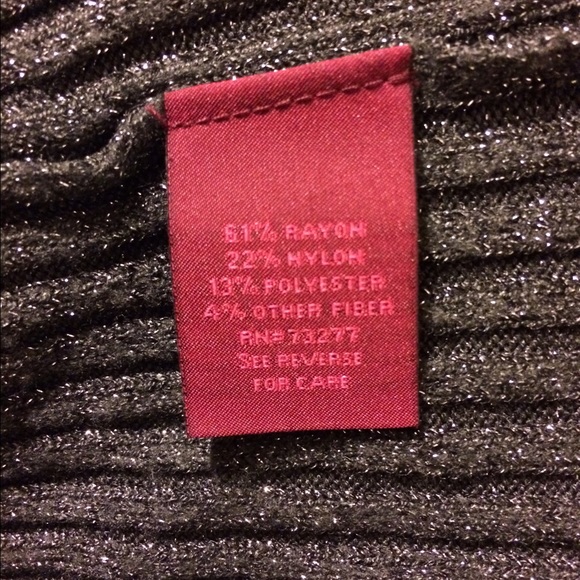 61% RAYON
22% NYLON
13% POLYESTER
4% OTHER FIBER
RN#73277
SEE REVERSE
FOR CARE